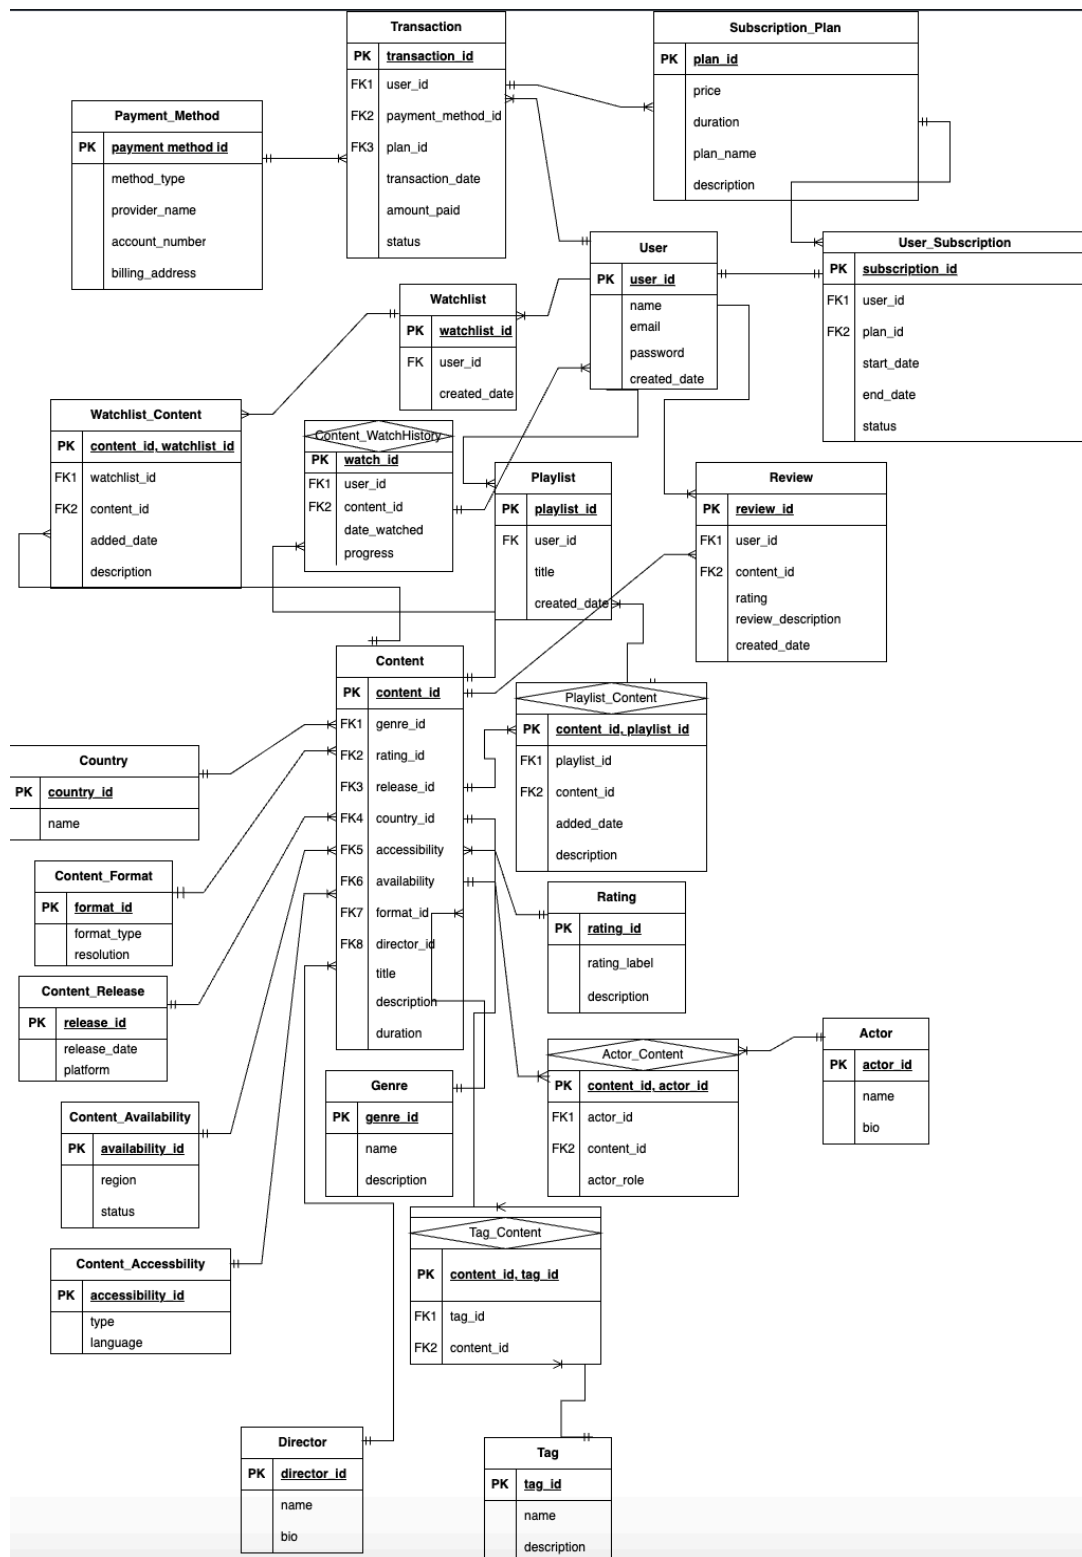 Transaction
PK transaction_id
FK1 user_id
FK2 payment_method_id
FK3 plan_id
transaction_date
amount_paid
status
Subscription_Plan
PK plan_id
price
duration
plan_name
description
Payment_Method
PK payment method id
method_type
provider_name
account_number
billing_address
User
PK user_id
name
email
password
created_date
User_Subscription
PK subscription_id
FK1 user_id
FK2 plan_id
start_date
end_date
status
Watchlist
PK watchlist_id
FK user_id
created_date
Watchlist_Content
PK content_id, watchlist_id
FK1 watchlist_id
FK2 content_id
added_date
description
Content_WatchHistory
PK watch_id
FK1 user_id
FK2 content_id
date_watched
progress
Playlist
PK playlist_id
FK user_id
title
created_date
Review
PK review_id
FK1 user_id
FK2 content_id
rating
review_description
created_date
Content
PK content_id
FK1 genre_id
FK2 rating_id
FK3 release_id
FK4 country_id
FK5 accessibility
FK6 availability
FK7 format_id
FK8 director_id
title
description
duration
Playlist_Content
PK content_id, playlist_id
FK1 playlist_id
FK2 content_id
added_date
description
Country
PK country_id
name
Content_Format
PK format_id
format_type
resolution
Rating
PK rating_id
rating_label
description
Content_Release
PK release_id
release_date
platform
Actor_Content
PK content_id, actor_id
FK1 actor_id
FK2 content_id
actor_role
Actor
PK actor_id
name
bio
Genre
PK genre_id
name
description
Content_Availability
PK availability_id
region
status
Tag_Content
PK content_id, tag_id
FK1 tag_id
FK2 content_id
Content_Accessbility
PK accessibility_id
type
language
Director
PK director_id
name
bio
Tag
PK tag_id
name
description